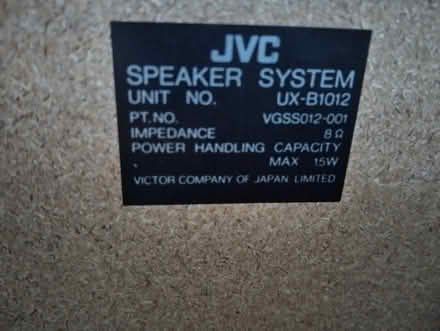 JVC
SPEAKER SYSTEM
UNIT NO. UX-B1012
PT.NO. VGSS012-001
IMPEDANCE 8Ω
POWER HANDLING CAPACITY
MAX 15W
VICTOR COMPANY OF JAPAN, LIMITED